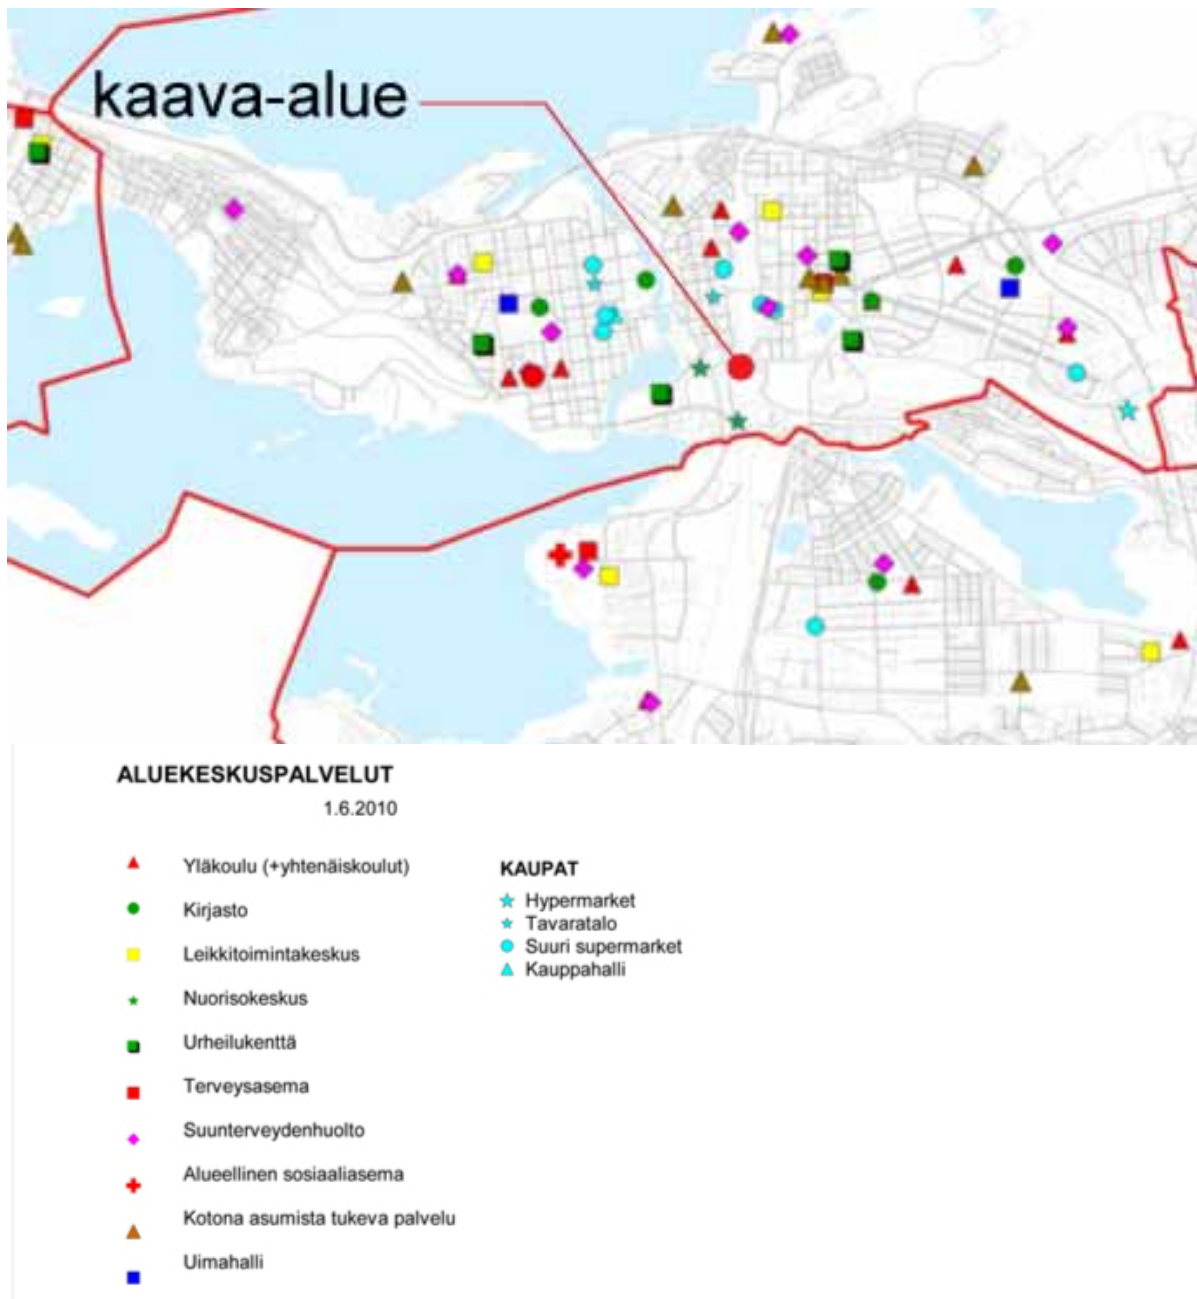 kaava-alue
ALUEKESKUSPALVELUT
1.6.2010
Yläkoulu (+yhtenäiskoulut)
Kirjasto
Leikkitoimintakeskus
Nuorisokeskus
Urheilukenttä
Terveysasema
Suunterveydenhuolto
Alueellinen sosiaaliasema
Kotona asumista tukeva palvelu
Uimahalli
KAUPAT
Hypermarket
Tavaratalo
Suuri supermarket
Kauppahalli